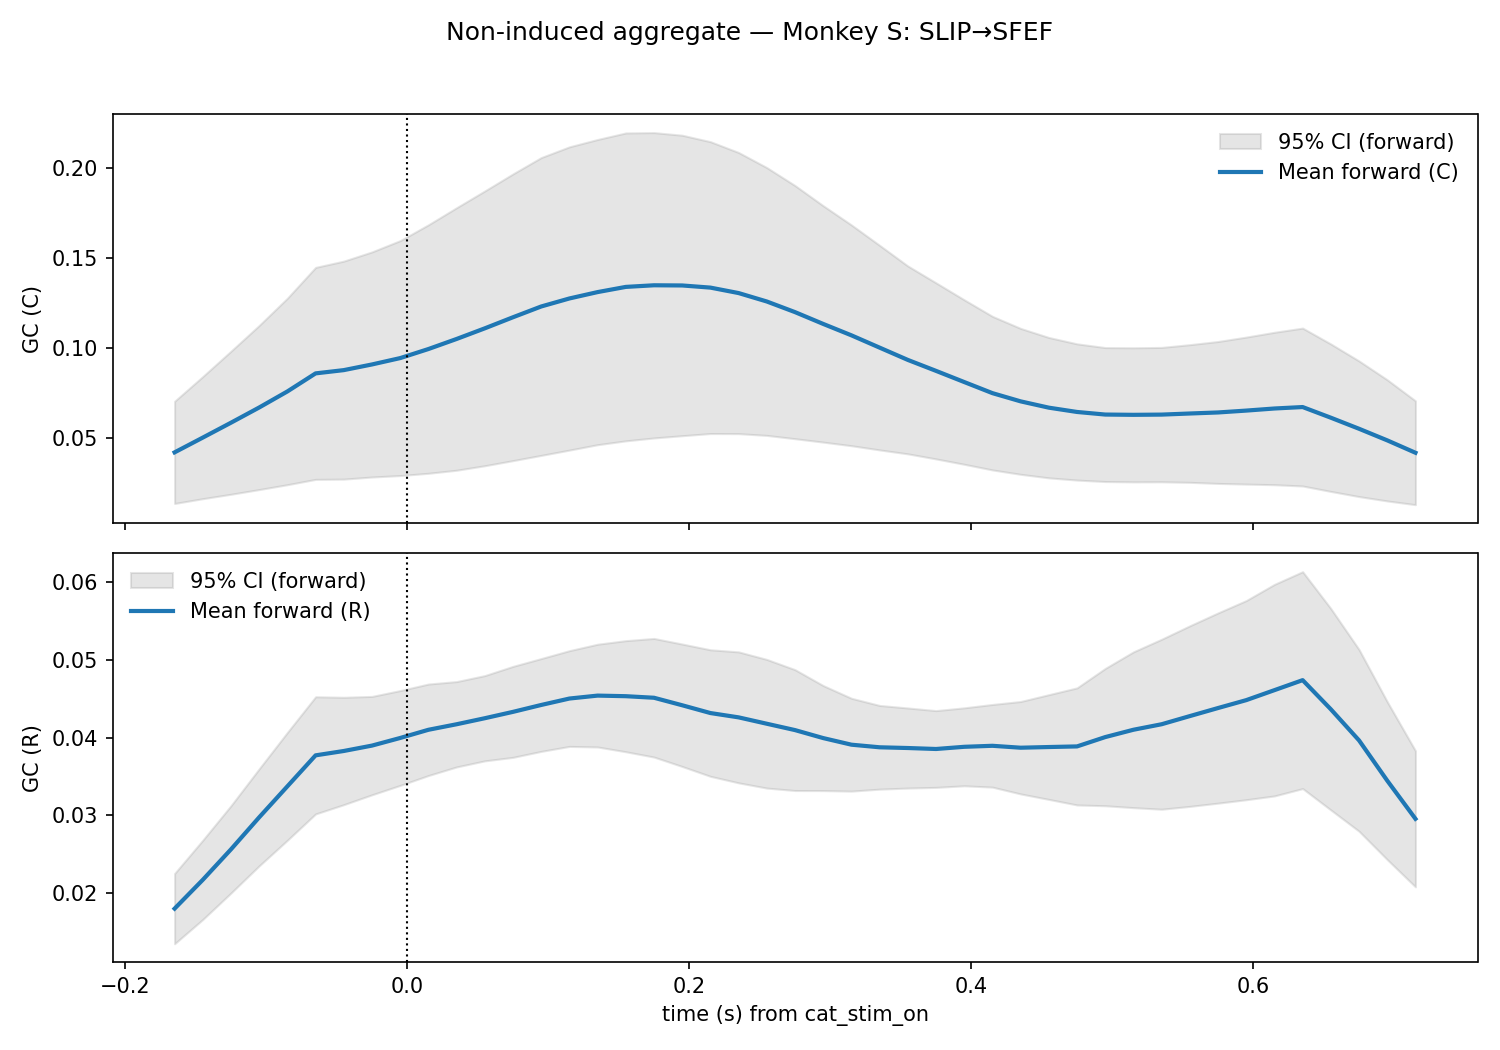 Non-induced aggregate — Monkey S: SLIP→SFEF
GC (C)
0.20
0.15
0.10
0.05
95% CI (forward)
Mean forward (C)
GC (R)
0.06
0.05
0.04
0.03
0.02
95% CI (forward)
Mean forward (R)
−0.2 0.0 0.2 0.4 0.6
time (s) from cat_stim_on